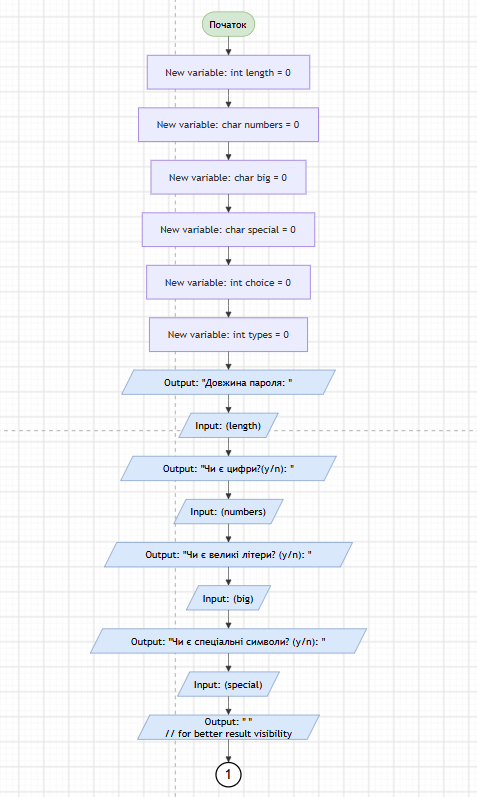 Початок
New variable: int length = 0
New variable: char numbers = 0
New variable: char big = 0
New variable: char special = 0
New variable: int choice = 0
New variable: int types = 0
Output: "Довжина пароля: "
Input: (length)
Output: "Чи є цифри?(y/n): "
Input: (numbers)
Output: "Чи є великі літери? (y/n): "
Input: (big)
Output: "Чи є спеціальні символи? (y/n): "
Input: (special)
Output: " "
// for better result visibility
1